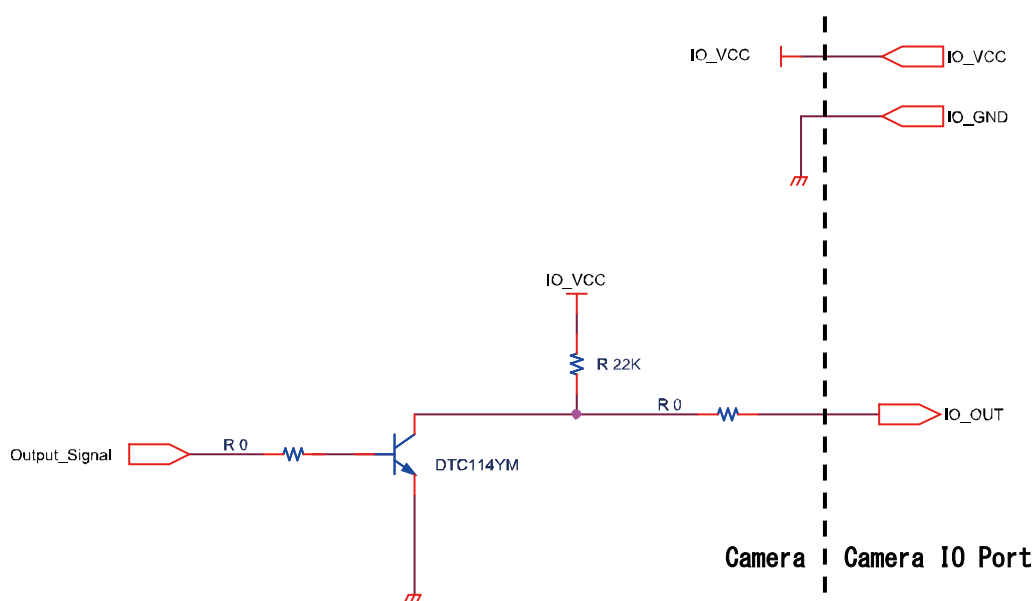 IO_VCC
IO_VCC
IO_GND
IO_VCC
R 22K
R 0
IO_OUT
Output_Signal
R 0
DTC114YM
Camera
Camera IO Port